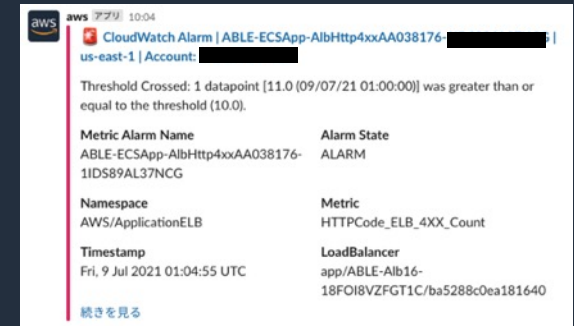 aws
aws アプリ 10:04
CloudWatch Alarm | ABLE-ECSApp-AlbHttp4xxAA038176- |
us-east-1 | Account:
Threshold Crossed: 1 datapoint [11.0 (09/07/21 01:00:00)] was greater than or
equal to the threshold (10.0).
Metric Alarm Name
ABLE-ECSApp-AlbHttp4xxAA038176-
1IDS89AL37NCG
Alarm State
ALARM
Namespace
AWS/ApplicationELB
Metric
HTTPCode_ELB_4XX_Count
Timestamp
Fri, 9 Jul 2021 01:04:55 UTC
LoadBalancer
app/ABLE-Alb16-
18FOI8VZFGT1C/ba5288c0ea181640
続きを見る